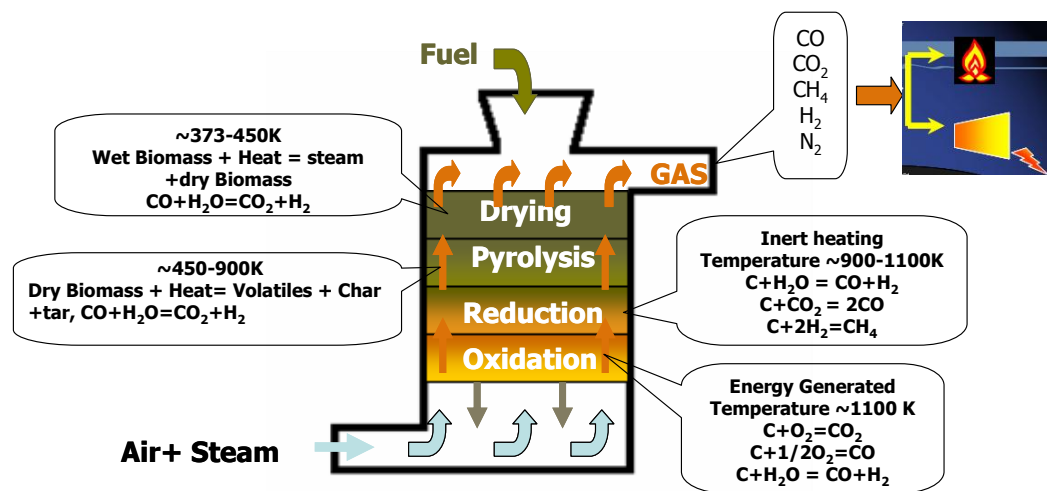 Fuel
CO
CO₂
CH₄
H₂
N₂
~373-450K
Wet Biomass + Heat = steam
+dry Biomass
CO+H₂O=CO₂+H₂
GAS
Drying
~450-900K
Dry Biomass + Heat= Volatiles + Char
+tar, CO+H₂O=CO₂+H₂
Pyrolysis
Inert heating
Temperature ~900-1100K
C+H₂O = CO+H₂
C+CO₂ = 2CO
C+2H₂=CH₄
Reduction
Oxidation
Energy Generated
Temperature ~1100 K
C+O₂=CO₂
C+1/2O₂=CO
C+H₂O = CO+H₂
Air+ Steam